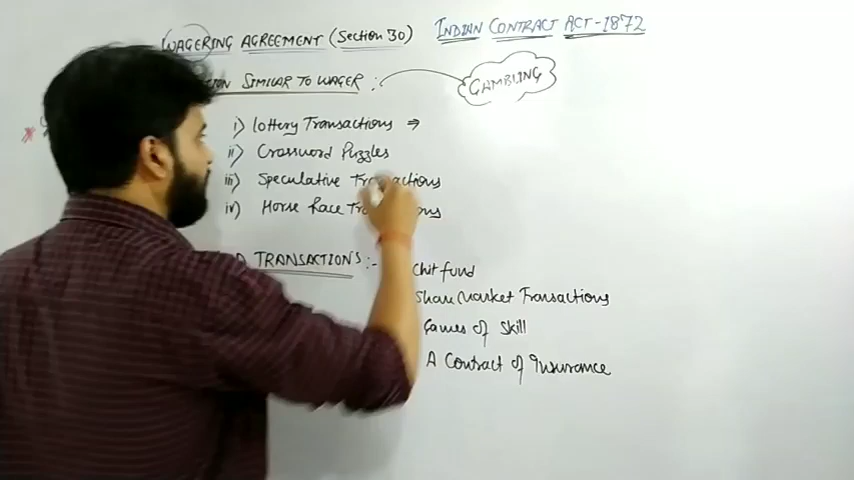 WAGERING AGREEMENT (Section 30) INDIAN CONTRACT ACT-1872
SIMILAR TO WAGER :
GAMBLING
i) Lottery Transactions ⇒
ii) Crossword Puzzles
iii) Speculative Transactions
iv) Horse Race
TRANSACTIONS :-
Chit fund
Share Market Transactions
Games of Skill
A Contract of Insurance